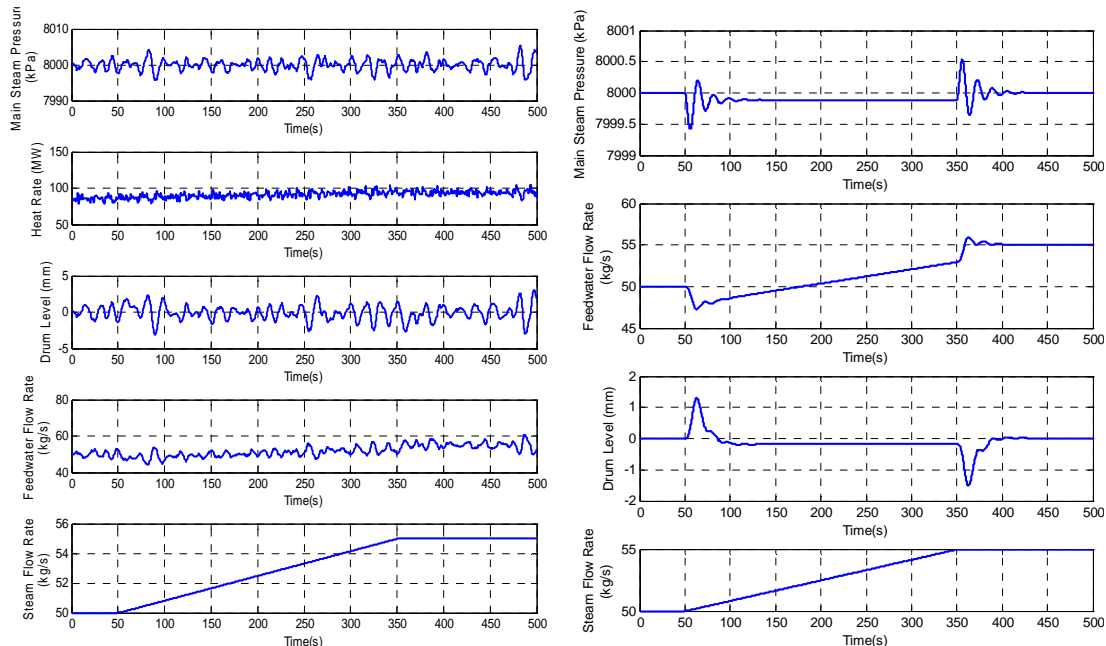 Main Steam Pressure
(kPa)
8010
8000
7990
0 50 100 150 200 250 300 350 400 450 500
Time(s)
Heat Rate (MW)
150
100
50
0 50 100 150 200 250 300 350 400 450 500
Time(s)
Drum Level (mm)
5
0
-5
0 50 100 150 200 250 300 350 400 450 500
Time(s)
Feedwater Flow Rate
(kg/s)
80
60
40
0 50 100 150 200 250 300 350 400 450 500
Time(s)
Steam Flow Rate
(kg/s)
56
54
52
50
0 50 100 150 200 250 300 350 400 450 500
Time(s)
Main Steam Pressure (kPa)
8001
8000.5
8000
7999.5
7999
0 50 100 150 200 250 300 350 400 450 500
Time(s)
Feedwater Flow Rate
(kg/s)
60
55
50
45
0 50 100 150 200 250 300 350 400 450 500
Time(s)
Drum Level (mm)
2
1
0
-1
-2
0 50 100 150 200 250 300 350 400 450 500
Time(s)
Steam Flow Rate
(kg/s)
55
50
0 50 100 150 200 250 300 350 400 450 500
Time(s)